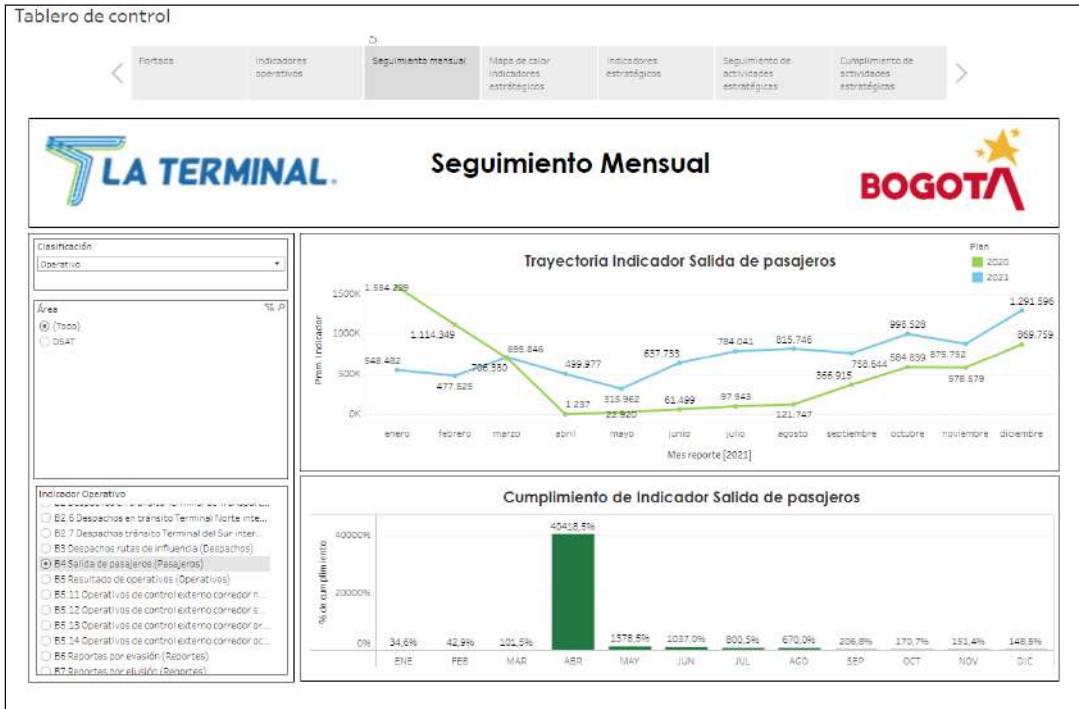 Tablero de control
Portada
Indicadores
operativos
Seguimiento mensual
Mapa de calor
indicadores
estratégicos
Indicadores
estratégicos
Seguimiento de
actividades
estratégicas
Cumplimiento de
actividades
estratégicas
LA TERMINAL.
Seguimiento Mensual
BOGOTÁ
Clasificación
Operativo
Área
(Todo)
DSAT
Indicador Operativo
B2.6 Despachos en tránsito Terminal Norte inte...
B2.7 Despachos tránsito Terminal del Sur inter...
B3 Despachos rutas de influencia (Despachos)
B4 Salida de pasajeros (Pasajeros)
B5 Resultado de operativos (Operativos)
B5.11 Operativos de control externo corredor n...
B5.12 Operativos de control externo corredor s...
B5.13 Operativos de control externo corredor or...
B5.14 Operativos de control externo corredor oc...
B6 Reportes por evasión (Reportes)
B7 Reportes por elusión (Reportes)
Trayectoria Indicador Salida de pasajeros
Plan
2020
2021
Prom. Indicador
1500K
1000K
500K
0K
1.114.349
548.482
477.525
706.380
695.846
499.977
1.237
315.962
22.920
637.733
61.499
784.041
97.943
815.746
121.747
366.915
758.644
998.528
584.839
875.752
578.579
1.291.596
869.759
enero febrero marzo abril mayo junio julio agosto septiembre octubre noviembre diciembre
Mes reporte [2021]
Cumplimiento de Indicador Salida de pasajeros
% de cumplimiento
40000%
20000%
0%
34,6% 42,9% 101,5% 40418,5% 1378,5% 1037,0% 800,5% 670,0% 206,8% 170,7% 151,4% 148,5%
ENE FEB MAR ABR MAY JUN JUL AGO SEP OCT NOV DIC